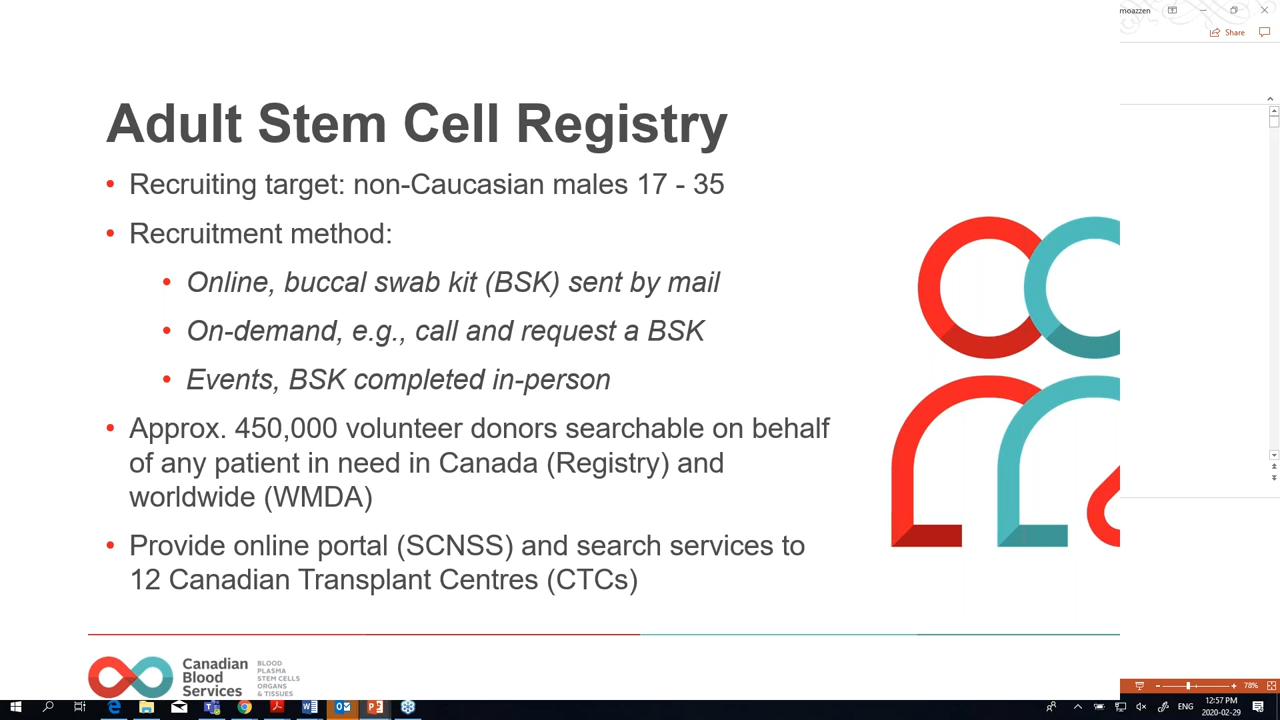 moazzen
Share
Adult Stem Cell Registry
• Recruiting target: non-Caucasian males 17 - 35
• Recruitment method:
• Online, buccal swab kit (BSK) sent by mail
• On-demand, e.g., call and request a BSK
• Events, BSK completed in-person
• Approx. 450,000 volunteer donors searchable on behalf
of any patient in need in Canada (Registry) and
worldwide (WMDA)
• Provide online portal (SCNSS) and search services to
12 Canadian Transplant Centres (CTCs)
Canadian
Blood
Services
BLOOD
PLASMA
STEM CELLS
ORGANS
& TISSUES
78%
ENG
12:57 PM
2020-02-29